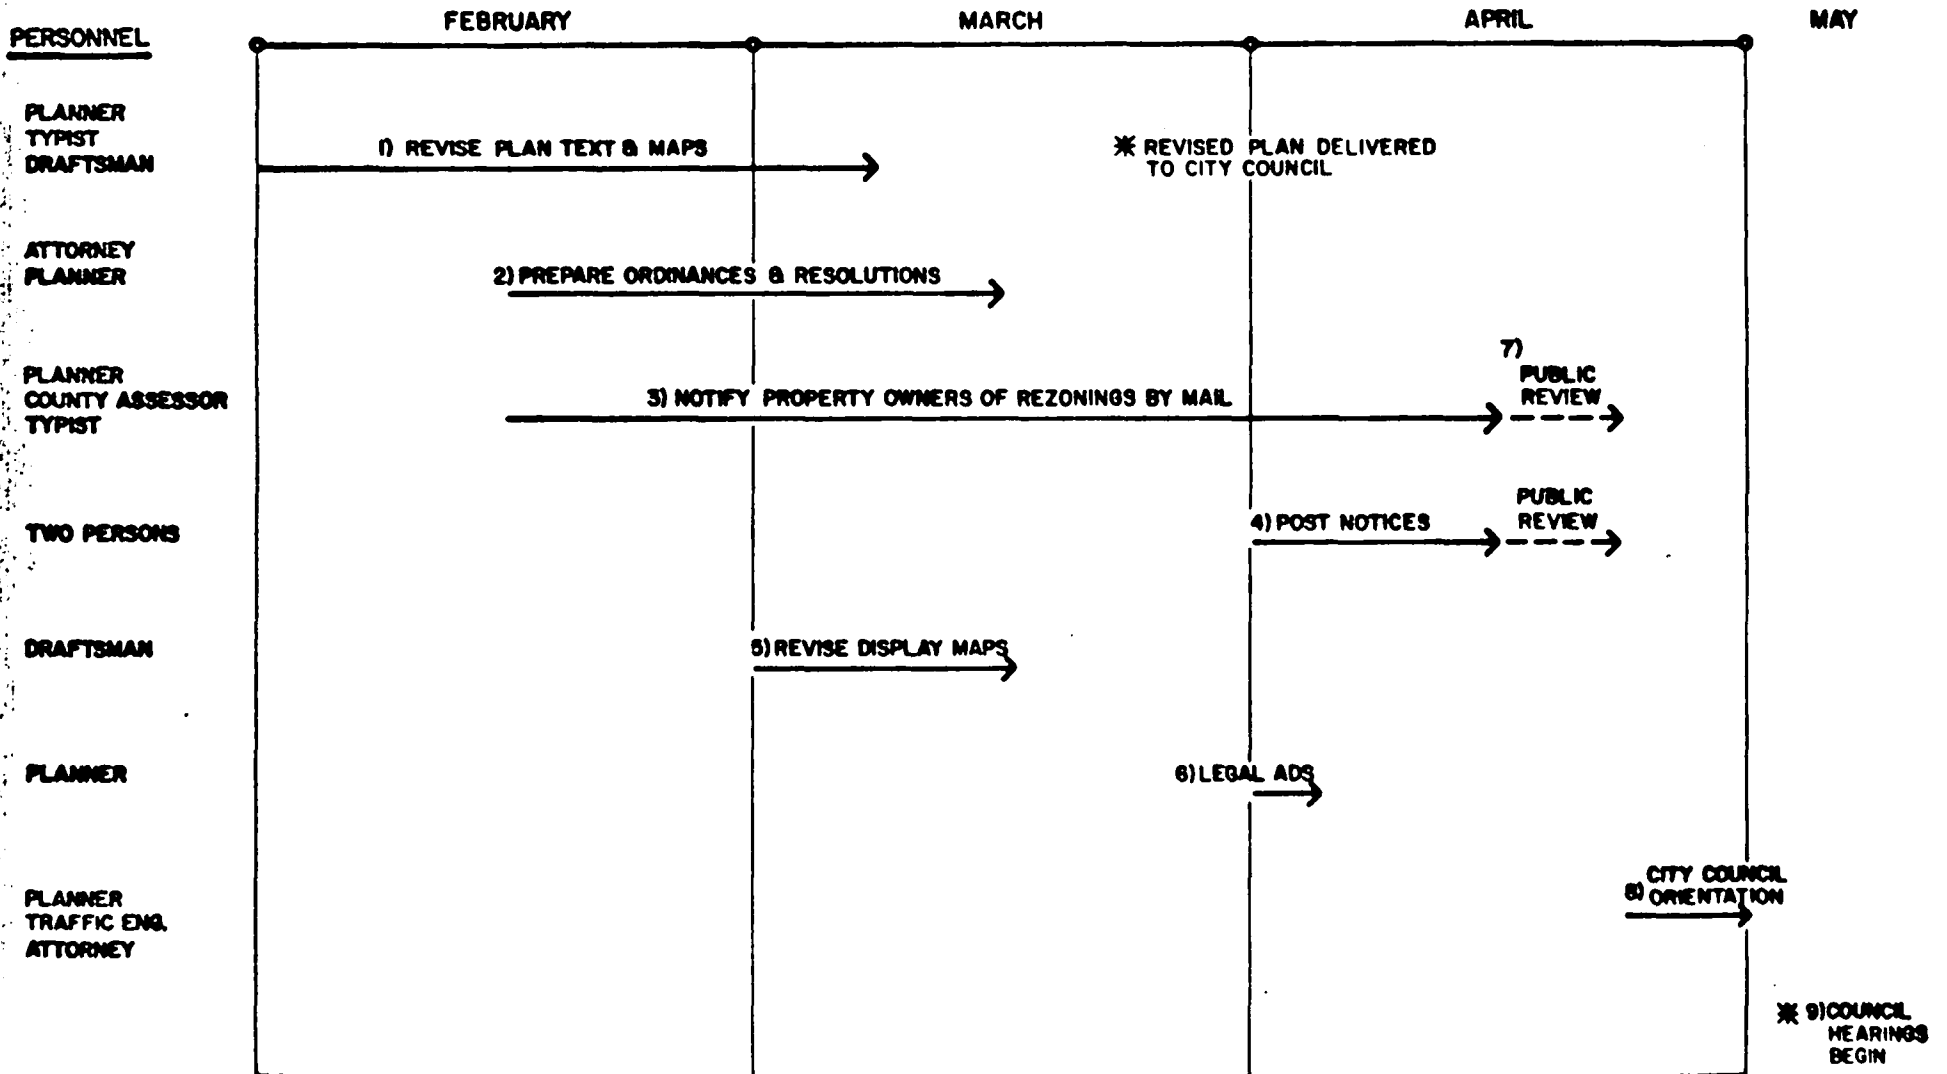 PERSONNEL
FEBRUARY
MARCH
APRIL
MAY
PLANNER
TYPIST
DRAFTSMAN
1) REVISE PLAN TEXT & MAPS
※ REVISED PLAN DELIVERED
TO CITY COUNCIL
ATTORNEY
PLANNER
2) PREPARE ORDINANCES & RESOLUTIONS
PLANNER
COUNTY ASSESSOR
TYPIST
3) NOTIFY PROPERTY OWNERS OF REZONINGS BY MAIL
7)
PUBLIC
REVIEW
TWO PERSONS
4) POST NOTICES
PUBLIC
REVIEW
DRAFTSMAN
5) REVISE DISPLAY MAPS
PLANNER
6) LEGAL ADS
PLANNER
TRAFFIC ENG.
ATTORNEY
CITY COUNCIL
8) ORIENTATION
※ 9) COUNCIL
HEARINGS
BEGIN